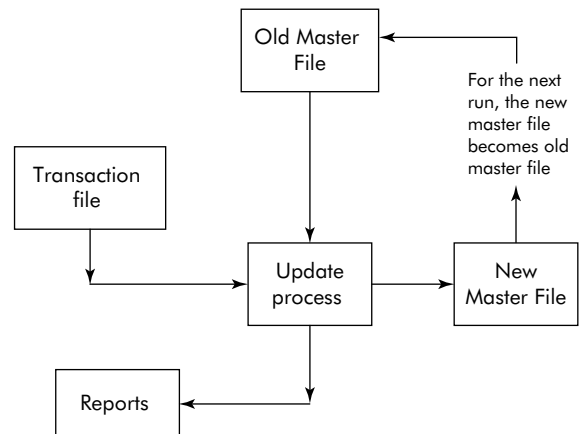 Old Master
File
For the next
run, the new
master file
becomes old
master file
Transaction
file
Update
process
New
Master File
Reports